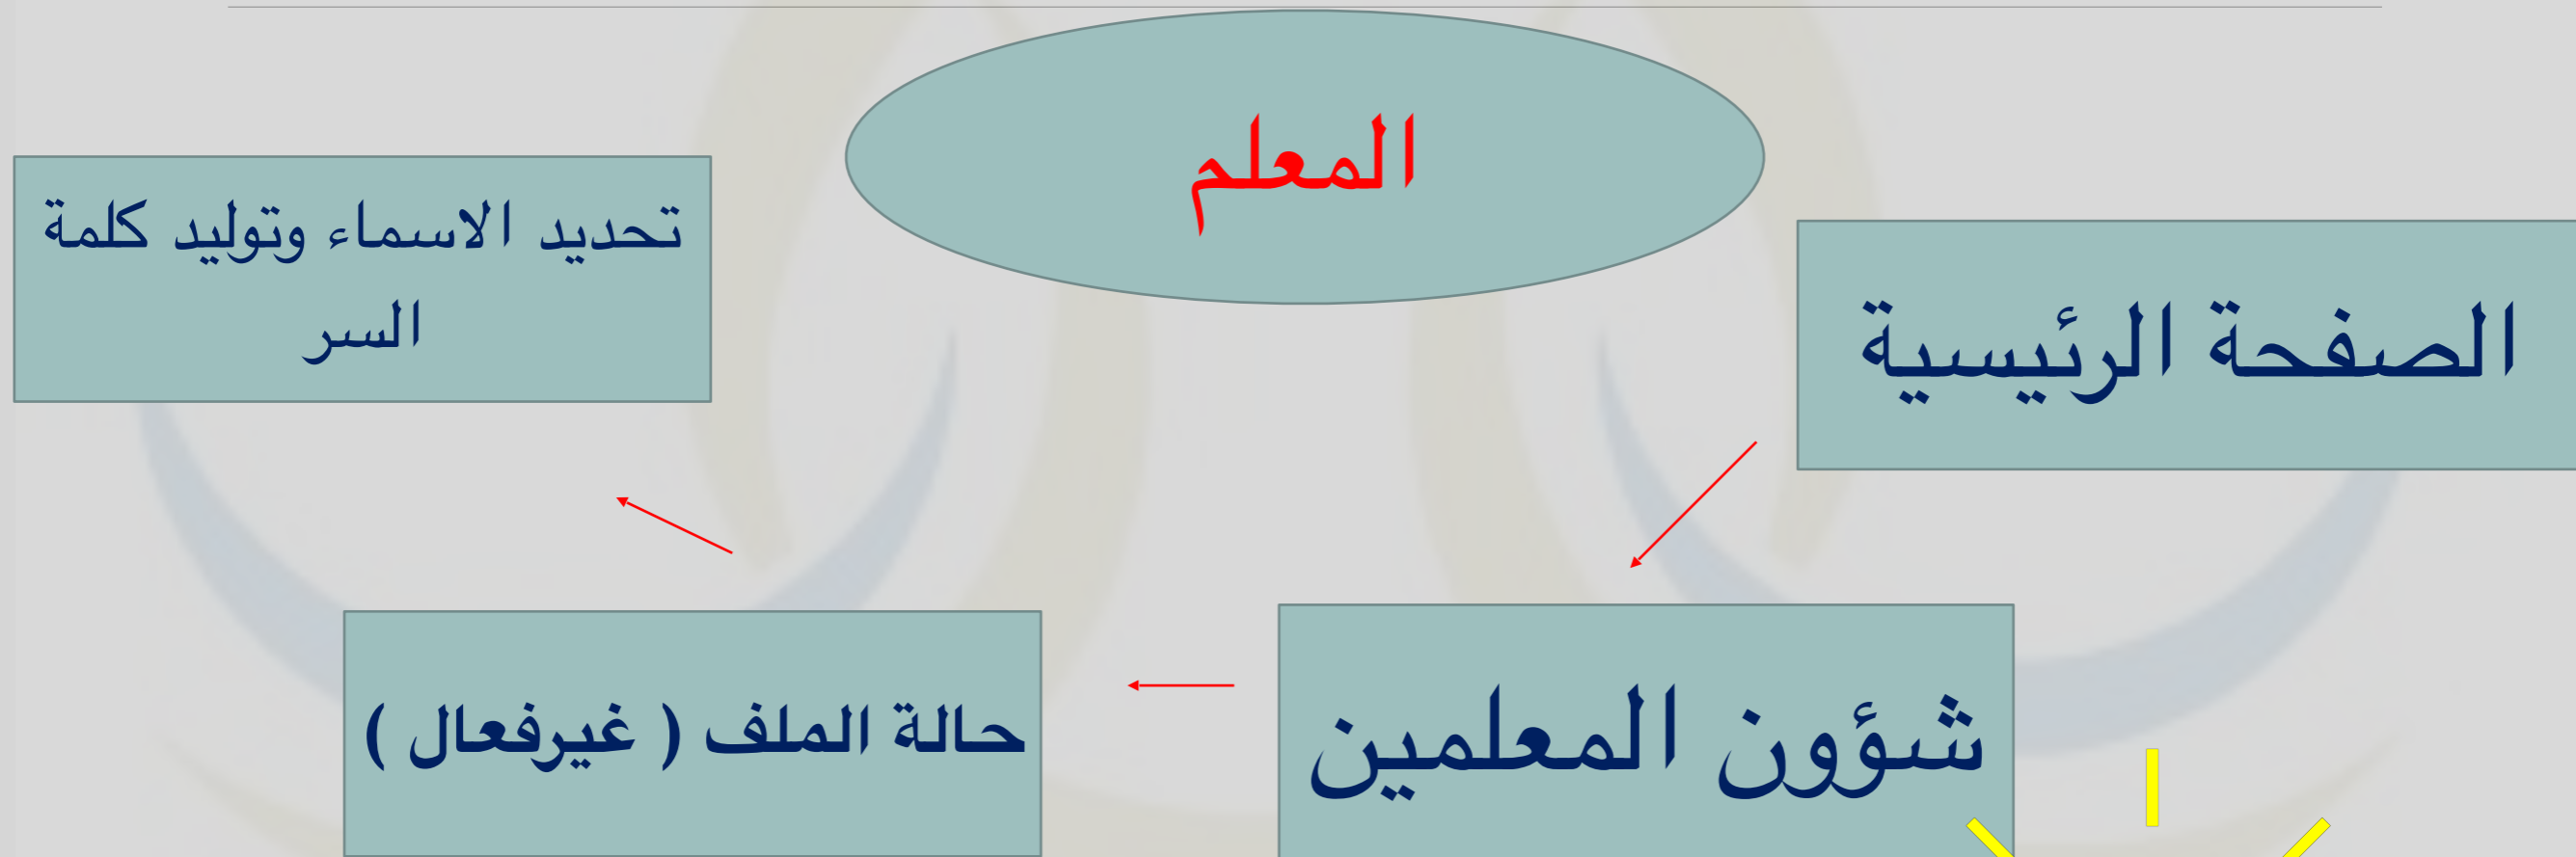 المعلم
الصفحة الرئيسية
شؤون المعلمين
حالة الملف ( غيرفعال )
تحديد الاسماء وتوليد كلمة
السر